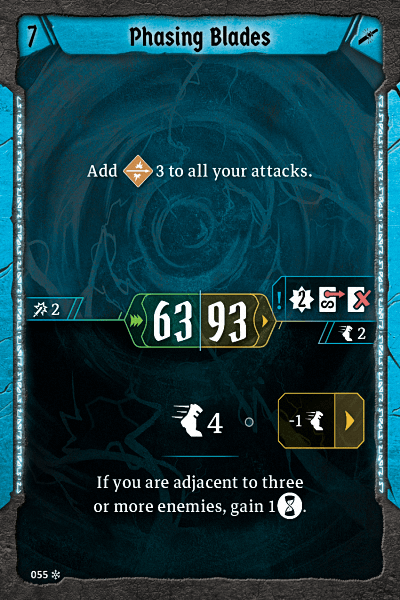 7
Phasing Blades
Add 3 to all your attacks.
2
63 93
! 2 8
2
4
-1
If you are adjacent to three
or more enemies, gain 1 .
055